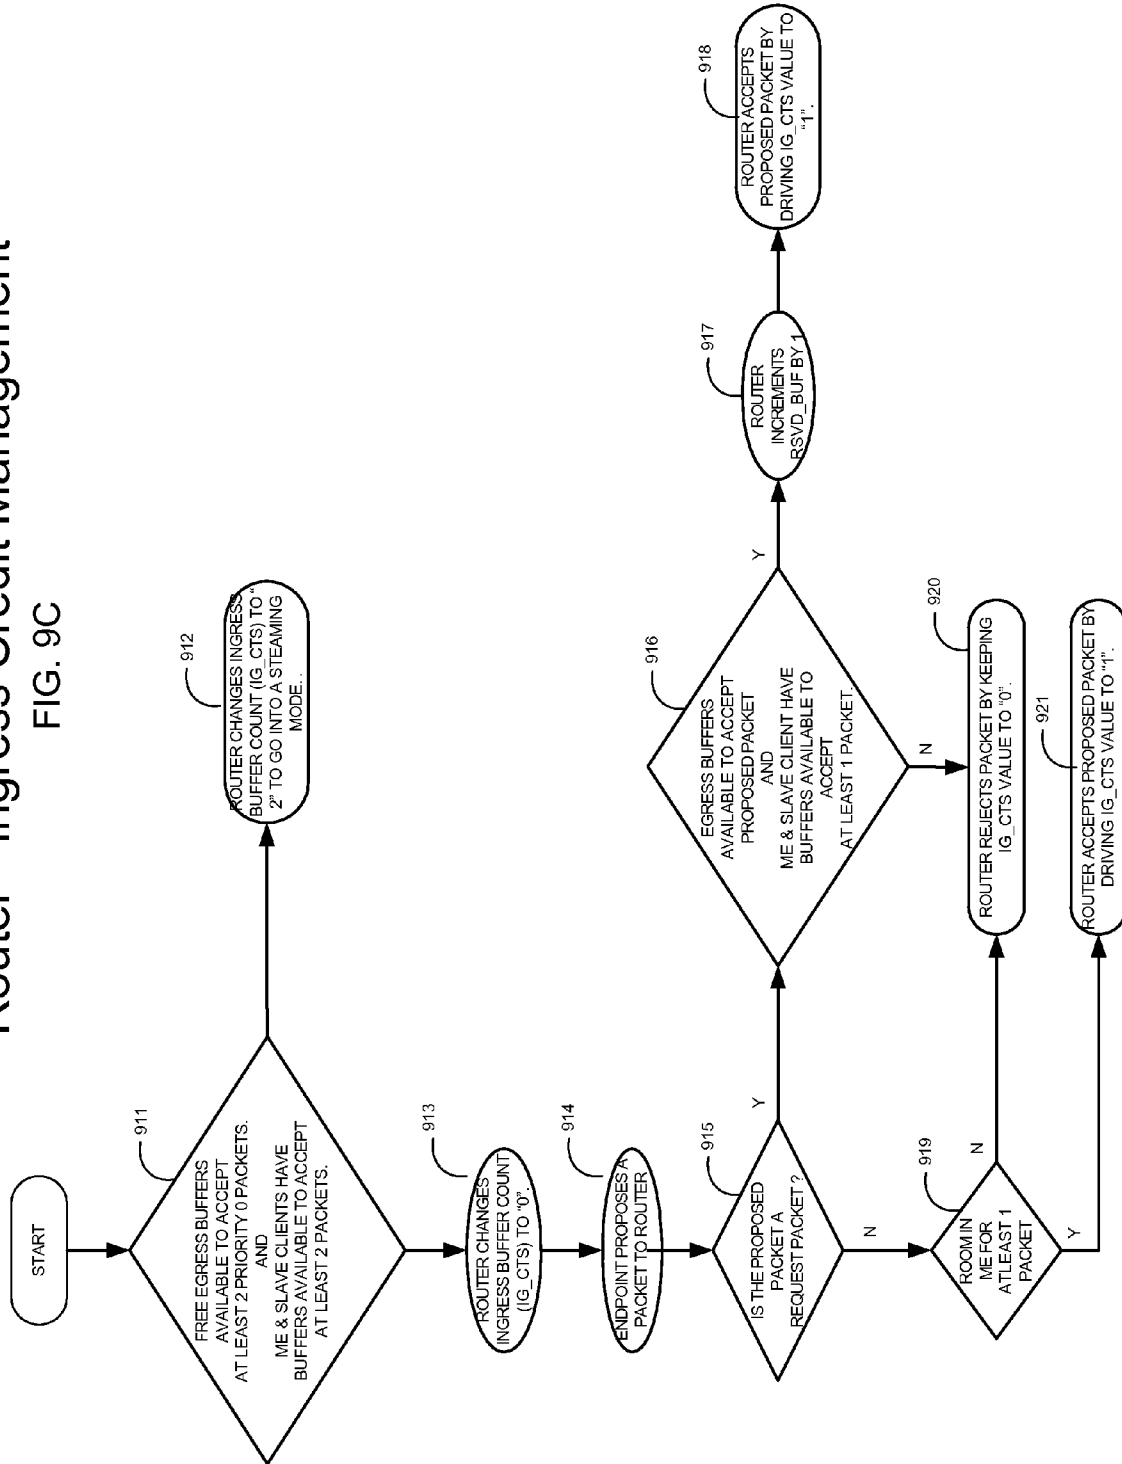 Router Ingress Credit Management
FIG. 9C
START
911
FREE EGRESS BUFFERS
AVAILABLE TO ACCEPT
AT LEAST 2 PRIORITY 0 PACKETS.
AND
ME & SLAVE CLIENTS HAVE
BUFFERS AVAILABLE TO ACCEPT
AT LEAST 2 PACKETS.
912
ROUTER CHANGES INGRESS
BUFFER COUNT (IG_CTS) TO "
2" TO GO INTO A STEAMING
MODE. .
913
ROUTER CHANGES
INGRESS BUFFER COUNT
(IG_CTS) TO "0".
914
ENDPOINT PROPOSES A
PACKET TO ROUTER
915
IS THE PROPOSED
PACKET A
REQUEST PACKET ?
Y
N
916
EGRESS BUFFERS
AVAILABLE TO ACCEPT
PROPOSED PACKET
AND
ME & SLAVE CLIENT HAVE
BUFFERS AVAILABLE TO
ACCEPT
AT LEAST 1 PACKET.
Y
N
917
ROUTER
INCREMENTS
RSVD_BUF BY 1
918
ROUTER ACCEPTS
PROPOSED PACKET BY
DRIVING IG_CTS VALUE TO
"1".
919
ROOM IN
ME FOR
ATLEAST 1
PACKET
N
Y
920
ROUTER REJECTS PACKET BY KEEPING
IG_CTS VALUE TO "0".
921
ROUTER ACCEPTS PROPOSED PACKET BY
DRIVING IG_CTS VALUE TO "1".